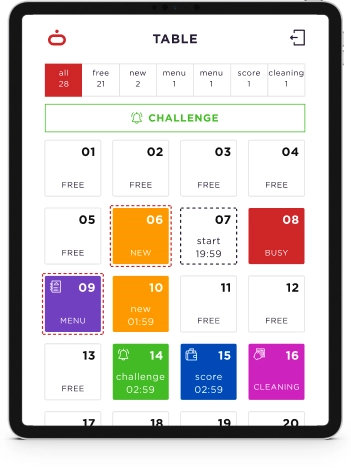 TABLE
all free new menu menu score cleaning
28 21 2 1 1 1 1
CHALLENGE
01 02 03 04
FREE FREE FREE FREE
05 06 07 08
start
FREE NEW 19:59 BUSY
09 10 11 12
new
MENU 01:59 FREE FREE
13 14 15 16
challenge score
FREE 02:59 02:59 CLEANING
17 18 19 20